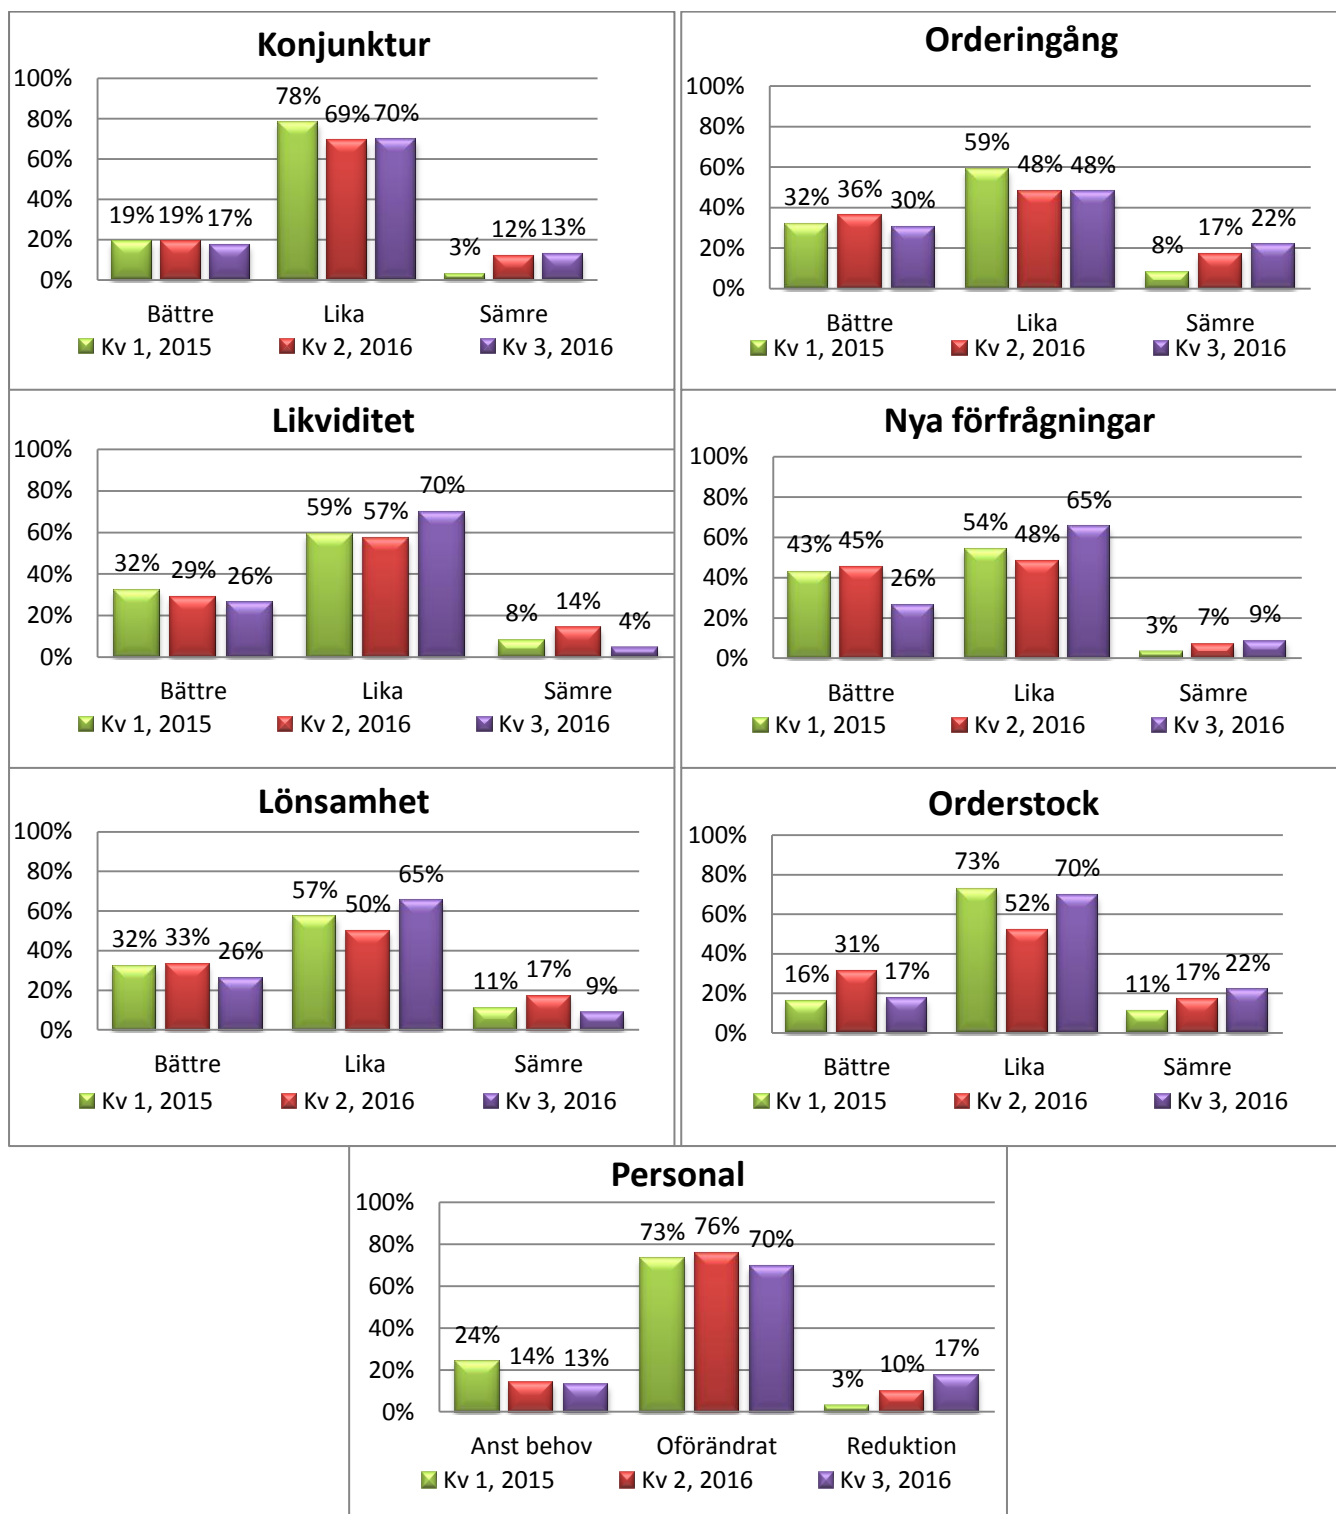 Konjunktur
100%
80%
60%
40%
20%
0%
19% 19% 17%
78% 69% 70%
3% 12% 13%
Bättre Lika Sämre
Kv 1, 2015 Kv 2, 2016 Kv 3, 2016
Orderingång
100%
80%
60%
40%
20%
0%
32% 36% 30%
59% 48% 48%
8% 17% 22%
Bättre Lika Sämre
Kv 1, 2015 Kv 2, 2016 Kv 3, 2016
Likviditet
100%
80%
60%
40%
20%
0%
32% 29% 26%
59% 57% 70%
8% 14% 4%
Bättre Lika Sämre
Kv 1, 2015 Kv 2, 2016 Kv 3, 2016
Nya förfrågningar
100%
80%
60%
40%
20%
0%
43% 45% 26%
54% 48% 65%
3% 7% 9%
Bättre Lika Sämre
Kv 1, 2015 Kv 2, 2016 Kv 3, 2016
Lönsamhet
100%
80%
60%
40%
20%
0%
32% 33% 26%
57% 50% 65%
11% 17% 9%
Bättre Lika Sämre
Kv 1, 2015 Kv 2, 2016 Kv 3, 2016
Orderstock
100%
80%
60%
40%
20%
0%
16% 31% 17%
73% 52% 70%
11% 17% 22%
Bättre Lika Sämre
Kv 1, 2015 Kv 2, 2016 Kv 3, 2016
Personal
100%
80%
60%
40%
20%
0%
24% 14% 13%
73% 76% 70%
3% 10% 17%
Anst behov Oförändrat Reduktion
Kv 1, 2015 Kv 2, 2016 Kv 3, 2016